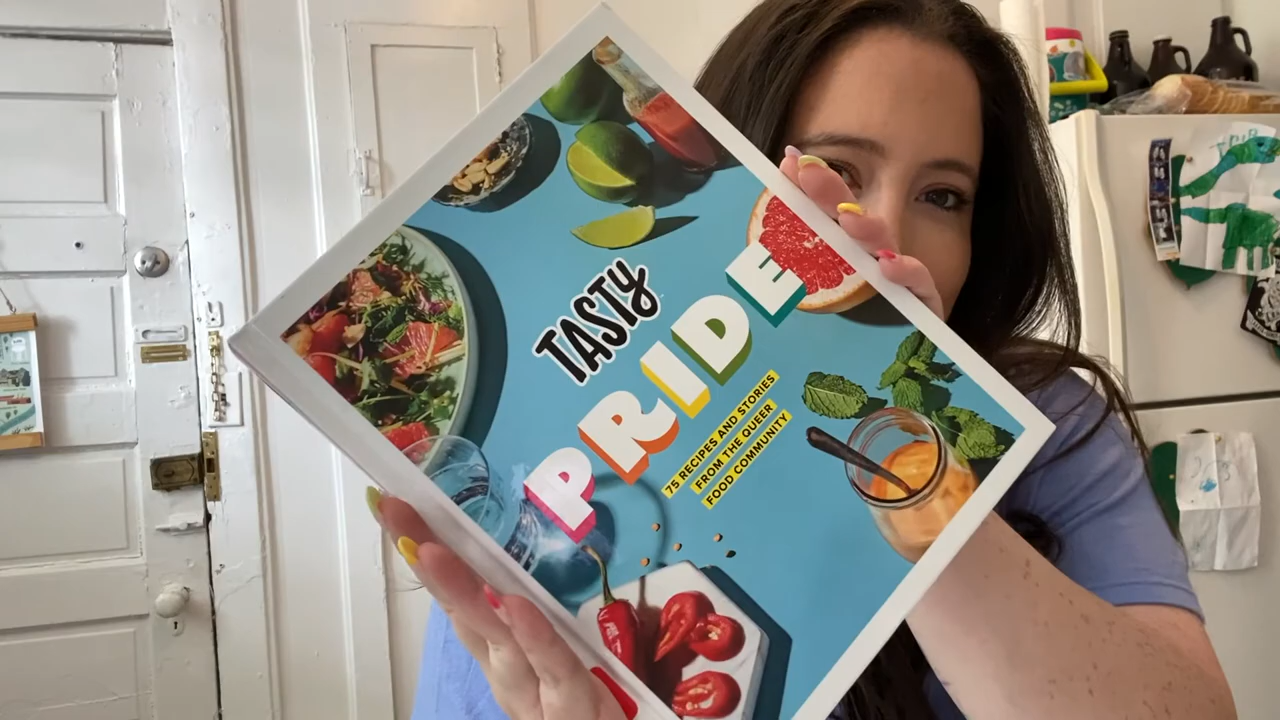 TASTY
PRIDE
75 RECIPES AND STORIES
FROM THE QUEER
FOOD COMMUNITY